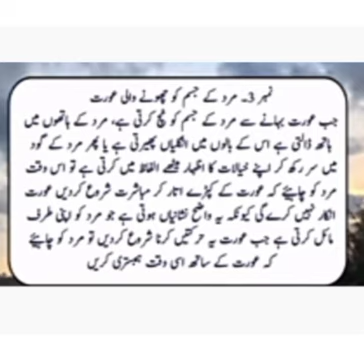 نمبر 3۔ مرد کے جسم کو چھونے والی عورت
جب عورت بہانے سے مرد کے جسم کو ٹچ کرتی ہے، مرد کے ہاتھوں میں
ہاتھ ڈالتی ہے اس کے بالوں میں انگلیاں پھیرتی ہے یا پھر مرد کے گود
میں سر رکھ کر اپنے خیالات کا اظہار میٹھے الفاظ میں کرتی ہے تو اس وقت
مرد کو چاہیئے کہ عورت کے کپڑے اتار کر مباشرت شروع کردیں عورت
انکار نہیں کرے گی کیونکہ یہ واضح نشانیاں ہوتی ہے جو مرد کو اپنی طرف
مائل کرتی ہے جب عورت یہ حرکتیں کرنا شروع کردیں تو مرد کو چاہیئے
کہ عورت کے ساتھ اسی وقت ہمبستری کریں